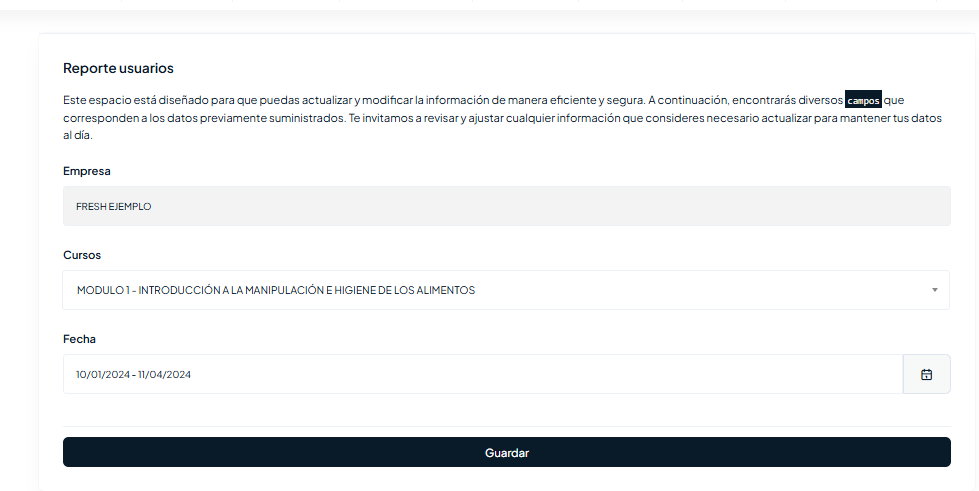 Reporte usuarios
Este espacio está diseñado para que puedas actualizar y modificar la información de manera eficiente y segura. A continuación, encontrarás diversos campos que
corresponden a los datos previamente suministrados. Te invitamos a revisar y ajustar cualquier información que consideres necesario actualizar para mantener tus datos
al día.
Empresa
FRESH EJEMPLO
Cursos
MODULO 1 - INTRODUCCIÓN A LA MANIPULACIÓN E HIGIENE DE LOS ALIMENTOS
Fecha
10/01/2024 - 11/04/2024
Guardar